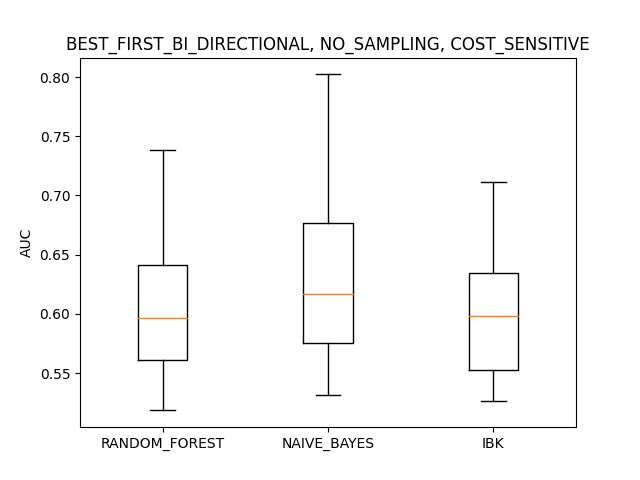 BEST_FIRST_BI_DIRECTIONAL, NO_SAMPLING, COST_SENSITIVE
AUC
0.80
0.75
0.70
0.65
0.60
0.55
RANDOM_FOREST NAIVE_BAYES IBK